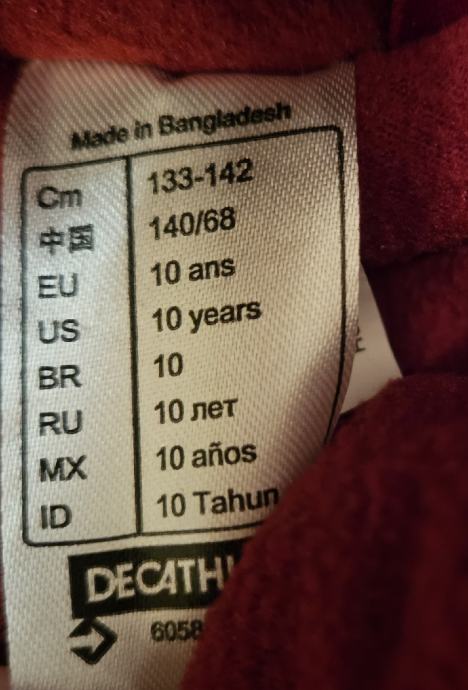 Made in Bangladesh
Cm 133-142
中国 140/68
EU 10 ans
US 10 years
BR 10
RU 10 лет
MX 10 años
ID 10 Tahun